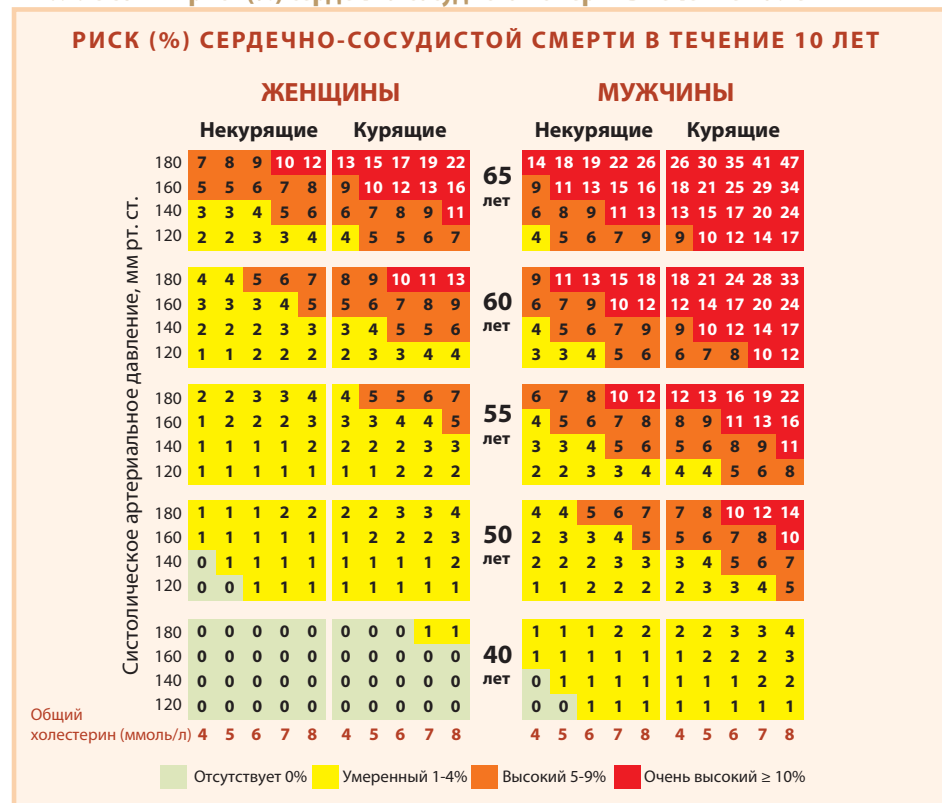 РИСК (%) СЕРДЕЧНО-СОСУДИСТОЙ СМЕРТИ В ТЕЧЕНИЕ 10 ЛЕТ
ЖЕНЩИНЫ МУЖЧИНЫ
Некурящие Курящие Некурящие Курящие
Систолическое артериальное давление, мм рт. ст.
180 7 8 9 10 12 13 15 17 19 22 65 14 18 19 22 26 26 30 35 41 47
160 5 5 6 7 8 9 10 12 13 16 лет 9 11 13 15 16 18 21 25 29 34
140 3 3 4 5 6 6 7 8 9 11 6 8 9 11 13 13 15 17 20 24
120 2 2 3 3 4 4 5 5 6 7 4 5 6 7 9 9 10 12 14 17
180 4 4 5 6 7 8 9 10 11 13 60 9 11 13 15 18 18 21 24 28 33
160 3 3 3 4 5 5 6 7 8 9 лет 6 7 9 10 12 12 14 17 20 24
140 2 2 2 3 3 3 4 5 5 6 4 5 6 7 9 9 10 12 14 17
120 1 1 2 2 2 2 3 3 4 4 3 3 4 5 6 6 7 8 10 12
180 2 2 3 3 4 4 5 5 6 7 55 6 7 8 10 12 12 13 16 19 22
160 1 2 2 2 3 3 3 4 4 5 лет 4 5 6 7 8 8 9 11 13 16
140 1 1 1 1 2 2 2 2 3 3 3 3 4 5 6 5 6 8 9 11
120 1 1 1 1 1 1 1 2 2 2 2 2 3 3 4 4 4 5 6 8
180 1 1 1 2 2 2 2 3 3 4 50 4 4 5 6 7 7 8 10 12 14
160 1 1 1 1 1 1 2 2 2 3 лет 2 3 3 4 5 5 6 7 8 10
140 0 1 1 1 1 1 1 1 1 2 2 2 2 3 3 3 4 5 6 7
120 0 0 1 1 1 1 1 1 1 1 1 1 2 2 2 2 3 3 4 5
180 0 0 0 0 0 0 0 0 1 1 40 1 1 1 2 2 2 2 3 3 4
160 0 0 0 0 0 0 0 0 0 0 лет 1 1 1 1 1 1 2 2 2 3
140 0 0 0 0 0 0 0 0 0 0 0 1 1 1 1 1 1 1 2 2
120 0 0 0 0 0 0 0 0 0 0 0 0 1 1 1 1 1 1 1 1
Общий
холестерин (ммоль/л) 4 5 6 7 8 4 5 6 7 8 4 5 6 7 8 4 5 6 7 8
Отсутствует 0% Умеренный 1-4% Высокий 5-9% Очень высокий ≥ 10%